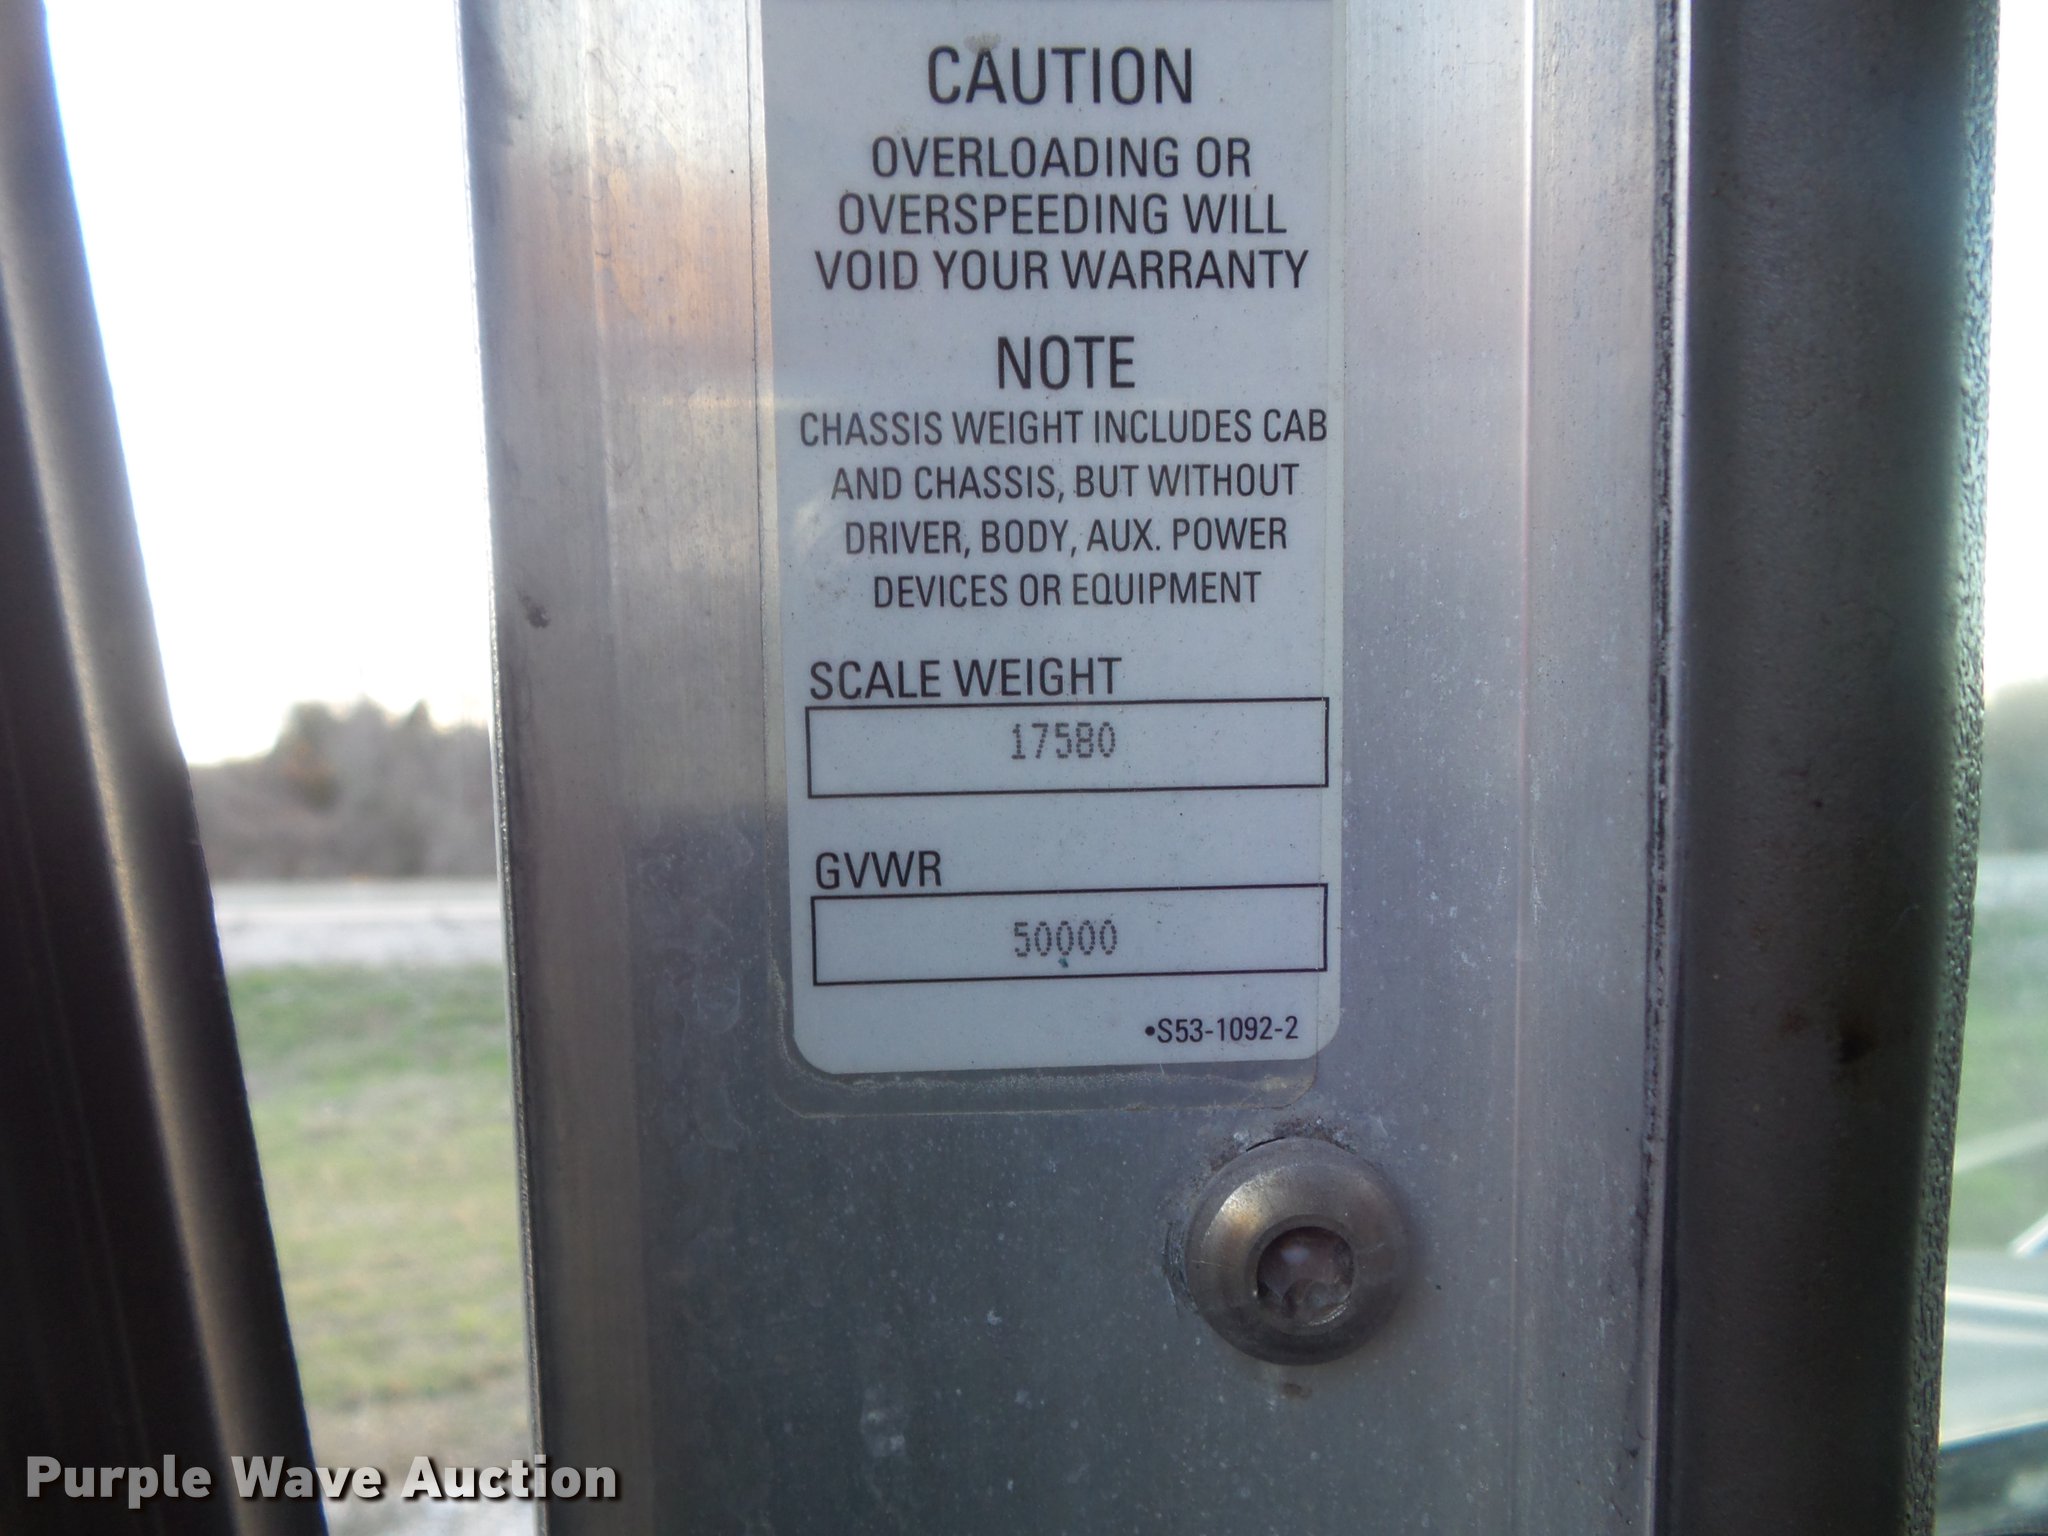 CAUTION
OVERLOADING OR
OVERSPEEDING WILL
VOID YOUR WARRANTY
NOTE
CHASSIS WEIGHT INCLUDES CAB
AND CHASSIS, BUT WITHOUT
DRIVER, BODY, AUX. POWER
DEVICES OR EQUIPMENT
SCALE WEIGHT
17580
GVWR
50000
•S53-1092-2
Purple Wave Auction